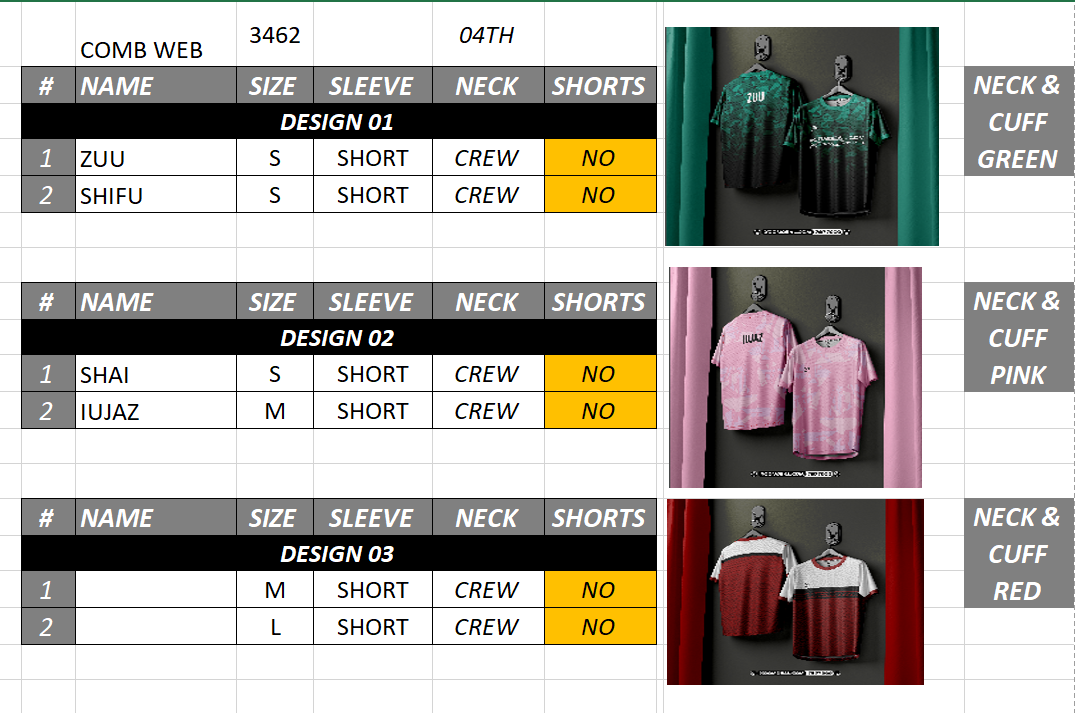 COMB WEB 3462 04TH
# NAME SIZE SLEEVE NECK SHORTS
DESIGN 01
1 ZUU S SHORT CREW NO
2 SHIFU S SHORT CREW NO
ZUU
NECK &
CUFF
GREEN
# NAME SIZE SLEEVE NECK SHORTS
DESIGN 02
1 SHAI S SHORT CREW NO
2 IUJAZ M SHORT CREW NO
IUJAZ
NECK &
CUFF
PINK
# NAME SIZE SLEEVE NECK SHORTS
DESIGN 03
1 M SHORT CREW NO
2 L SHORT CREW NO
NECK &
CUFF
RED